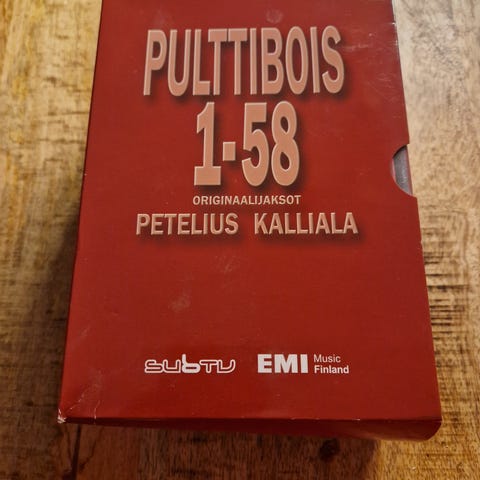 PULTTIBOIS
1-58
ORIGINAALIJAKSOT
PETELIUS KALLIALA
subTV EMI Music Finland